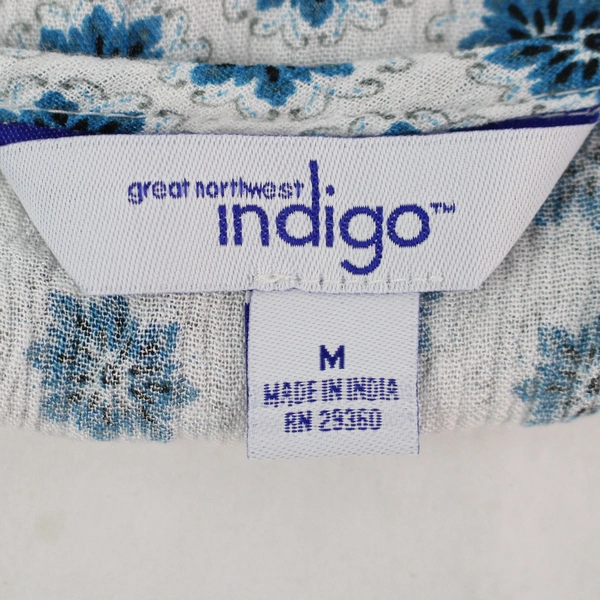 great northwest
indigo™
M
MADE IN INDIA
RN 29360